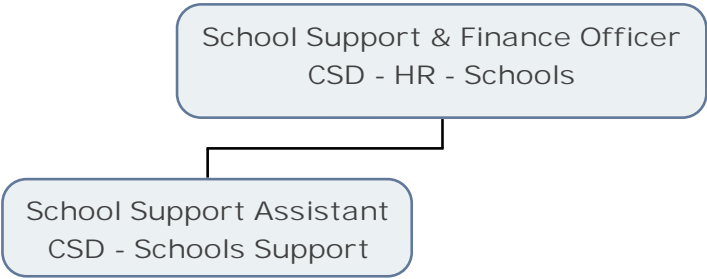 School Support & Finance Officer
CSD - HR - Schools
School Support Assistant
CSD - Schools Support